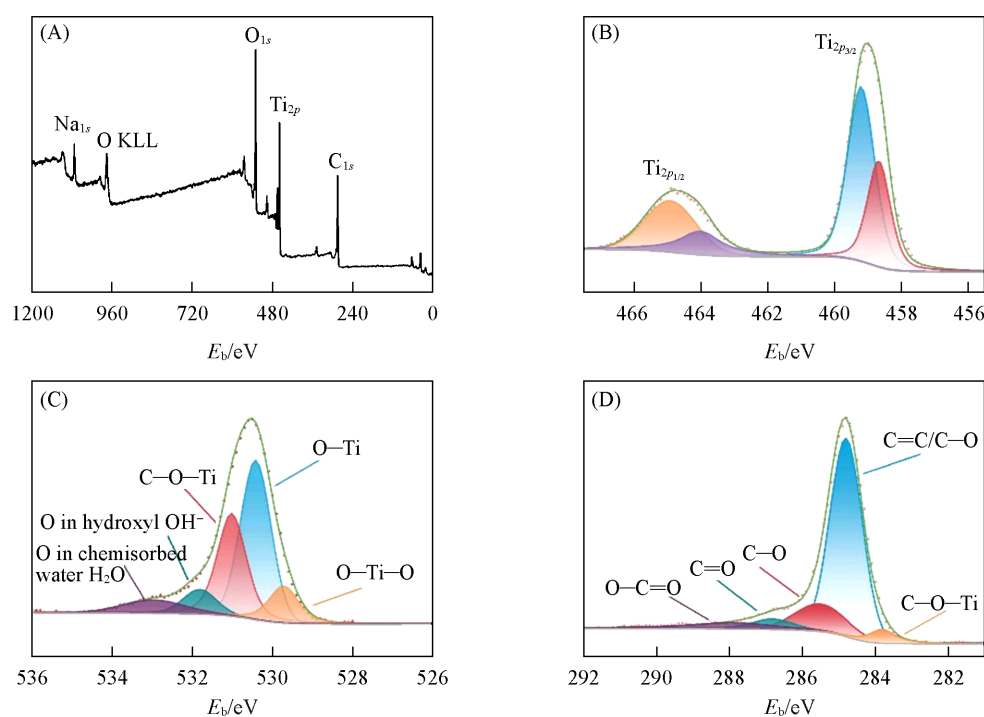 (A)
O1s
Ti2p
Na1s
O KLL
C1s
1200 960 720 480 240 0
Eb/eV
(B)
Ti2p3/2
Ti2p1/2
466 464 462 460 458 456
Eb/eV
(C)
O—Ti
C—O—Ti
O in hydroxyl OH⁻
O in chemisorbed
water H2O
O—Ti—O
536 534 532 530 528 526
Eb/eV
(D)
C=C/C—O
C—O
C=O
O—C=O
C—O—Ti
292 290 288 286 284 282
Eb/eV